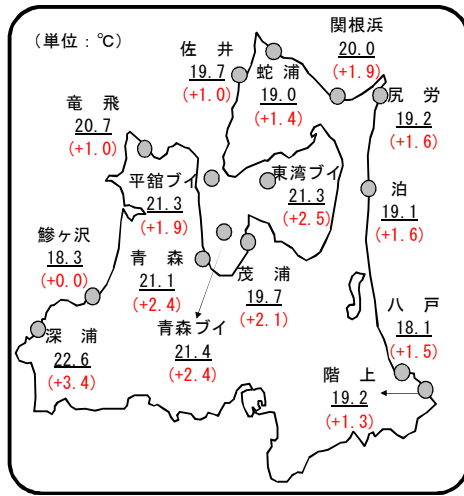 (単位：℃)
関根浜
20.0
(+1.9)
佐井
19.7
(+1.0)
蛇浦
19.0
(+1.4)
尻労
19.2
(+1.6)
竜飛
20.7
(+1.0)
平舘ブイ
21.3
(+1.9)
東湾ブイ
21.3
(+2.5)
泊
19.1
(+1.6)
鰺ヶ沢
18.3
(+0.0)
青森
21.1
(+2.4)
茂浦
19.7
(+2.1)
青森ブイ
21.4
(+2.4)
八戸
18.1
(+1.5)
深浦
22.6
(+3.4)
階上
19.2
(+1.3)